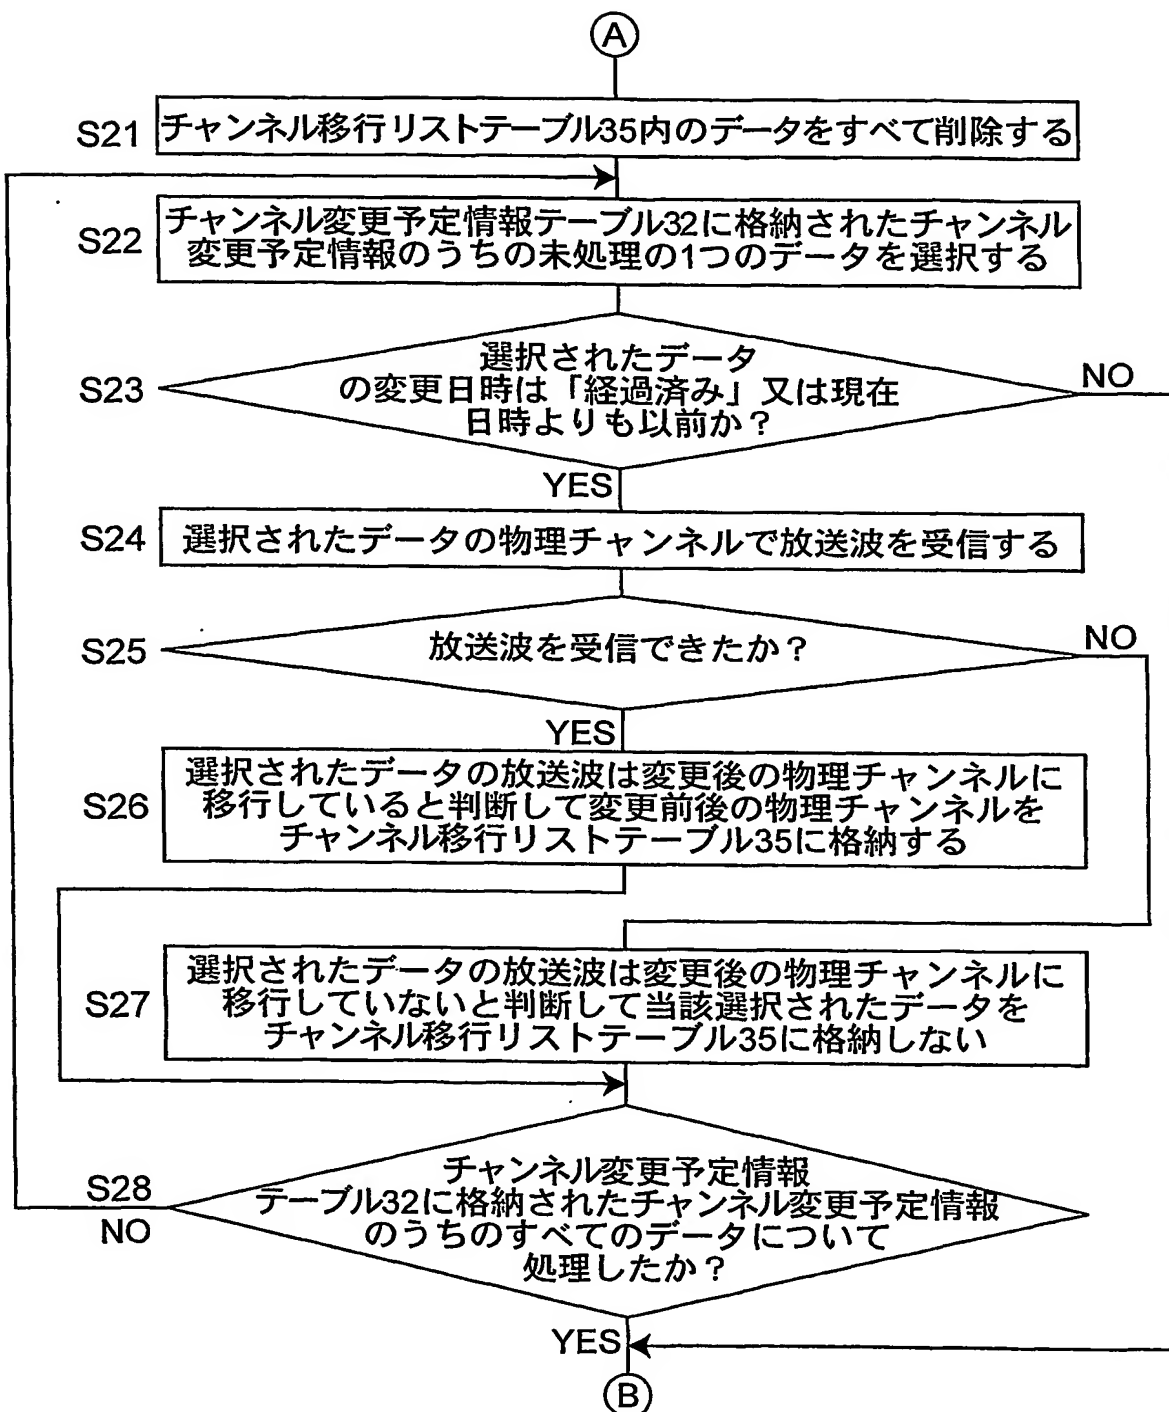 A
S21
チャンネル移行リストテーブル35内のデータをすべて削除する
S22
チャンネル変更予定情報テーブル32に格納されたチャンネル
変更予定情報のうちの未処理の1つのデータを選択する
S23
選択されたデータ
の変更日時は「経過済み」又は現在
日時よりも以前か?
NO
YES
S24
選択されたデータの物理チャンネルで放送波を受信する
S25
放送波を受信できたか?
NO
YES
S26
選択されたデータの放送波は変更後の物理チャンネルに
移行していると判断して変更前後の物理チャンネルを
チャンネル移行リストテーブル35に格納する
S27
選択されたデータの放送波は変更後の物理チャンネルに
移行していないと判断して当該選択されたデータを
チャンネル移行リストテーブル35に格納しない
S28
NO
チャンネル変更予定情報
テーブル32に格納されたチャンネル変更予定情報
のうちのすべてのデータについて
処理したか?
YES
B